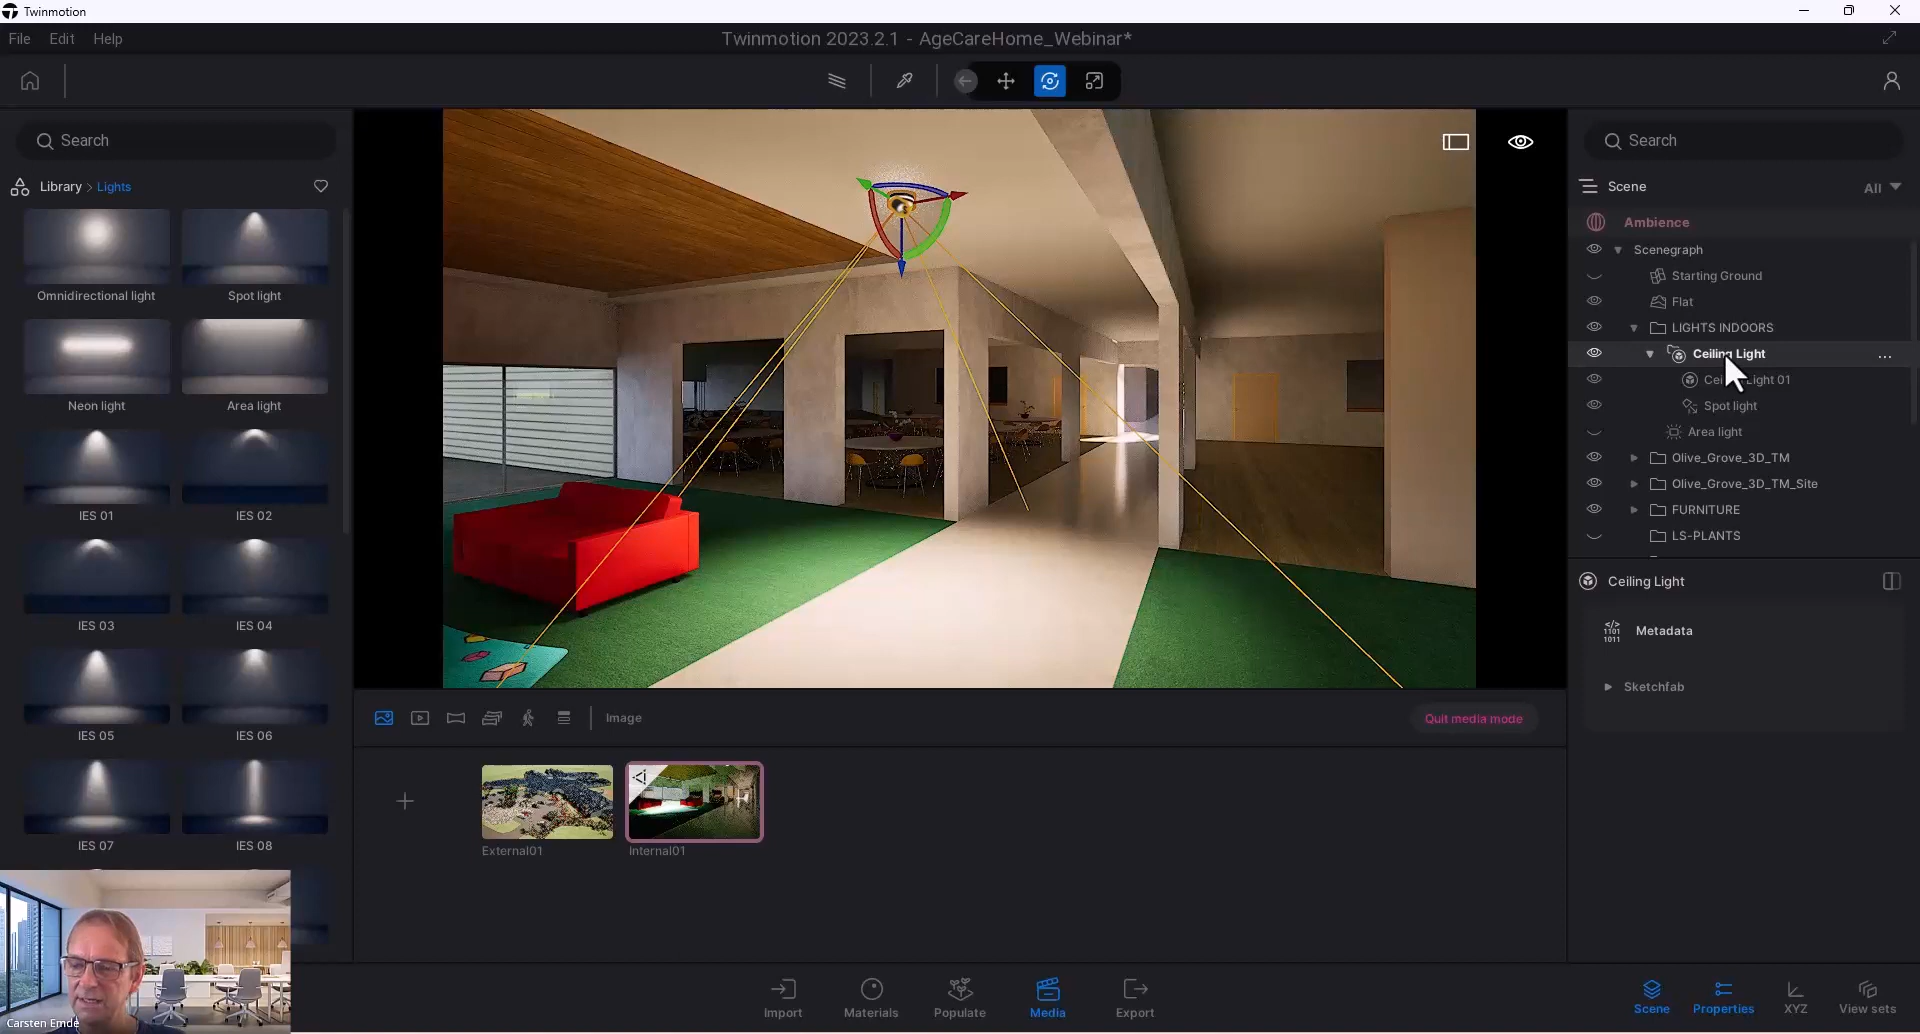 Twinmotion
File Edit Help
Twinmotion 2023.2.1 - AgeCareHome_Webinar*
Search
Library > Lights
Omnidirectional light
Spot light
Neon light
Area light
IES 01
IES 02
IES 03
IES 04
IES 05
IES 06
IES 07
IES 08
Carsten Emde
Image
Quit media mode
External01
Internal01
Import
Materials
Populate
Media
Export
Search
Scene
All
Ambience
Scenegraph
Starting Ground
Flat
LIGHTS INDOORS
Ceiling Light
...
Light 01
Spot light
Area light
Olive_Grove_3D_TM
Olive_Grove_3D_TM_Site
FURNITURE
LS-PLANTS
Ceiling Light
</>
1101
1011
Metadata
Sketchfab
Scene
Properties
XYZ
View sets